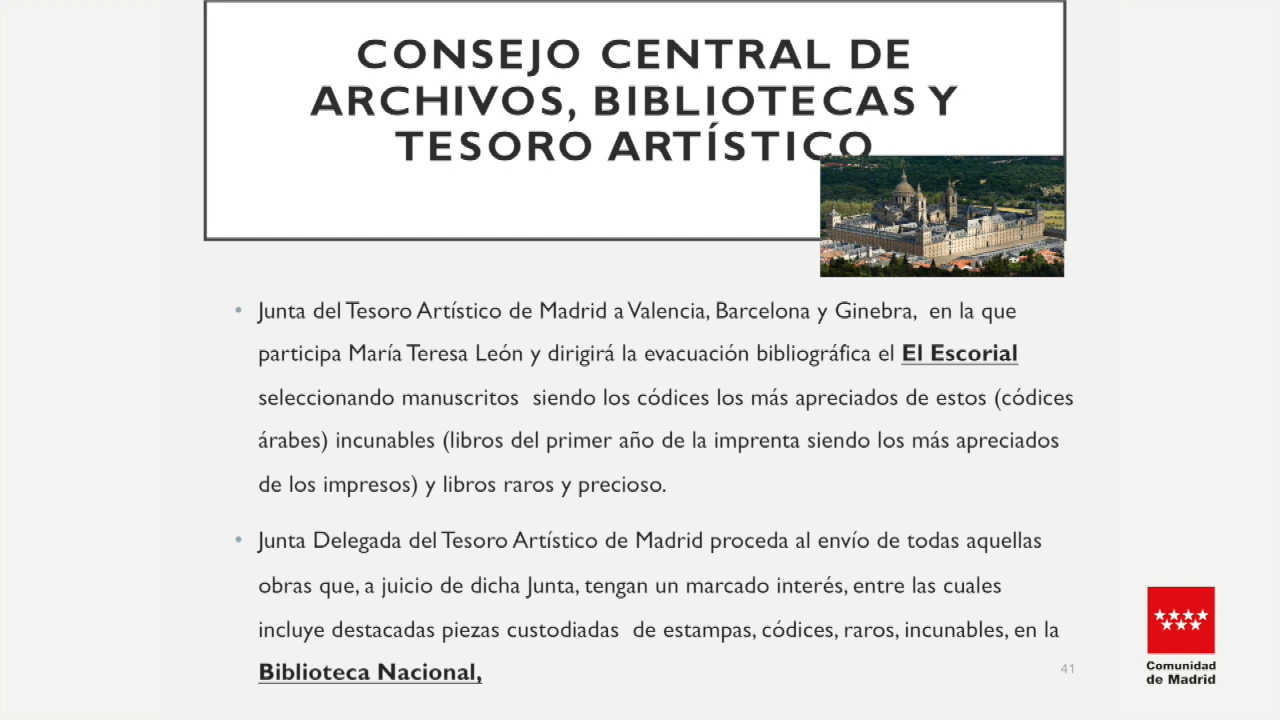 CONSEJO CENTRAL DE
ARCHIVOS, BIBLIOTECAS Y
TESORO ARTÍSTICO
• Junta del Tesoro Artístico de Madrid a Valencia, Barcelona y Ginebra, en la que
participa María Teresa León y dirigirá la evacuación bibliográfica el El Escorial
seleccionando manuscritos siendo los códices los más apreciados de estos (códices
árabes) incunables (libros del primer año de la imprenta siendo los más apreciados
de los impresos) y libros raros y precioso.
• Junta Delegada del Tesoro Artístico de Madrid proceda al envío de todas aquellas
obras que, a juicio de dicha Junta, tengan un marcado interés, entre las cuales
incluye destacadas piezas custodiadas de estampas, códices, raros, incunables, en la
Biblioteca Nacional,
41
Comunidad
de Madrid